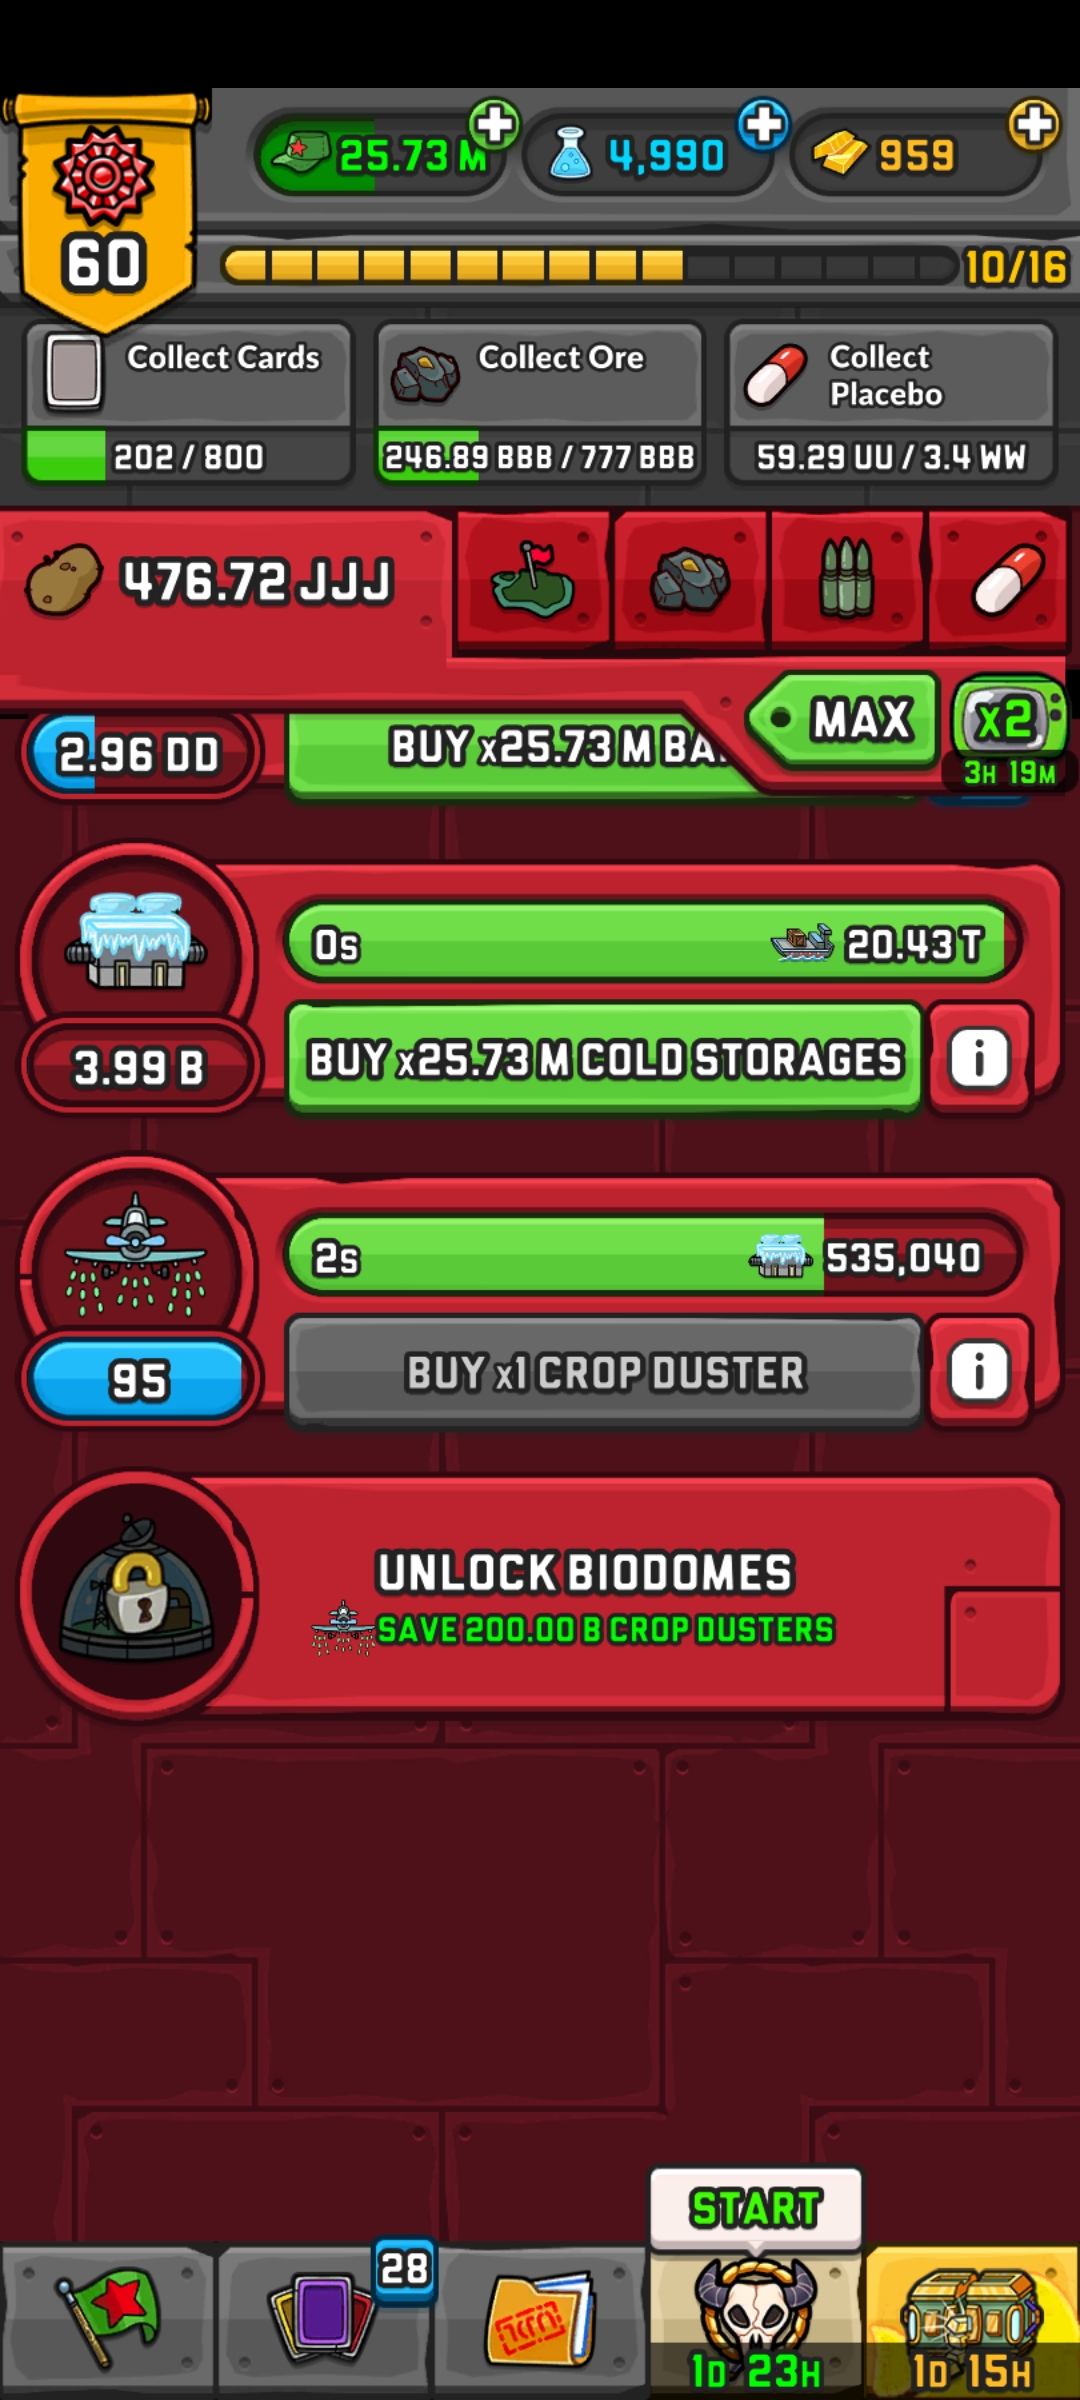 25.73 M
4,990
959
60
10/16
Collect Cards
202 / 800
Collect Ore
246.89 BBB / 777 BBB
Collect
Placebo
59.29 UU / 3.4 WW
476.72 JJJ
MAX
x2
3H 19M
2.96 DD
BUY x25.73 M BA
0s
20.43 T
3.99 B
BUY x25.73 M COLD STORAGES
i
2s
535,040
95
BUY x1 CROP DUSTER
i
UNLOCK BIODOMES
SAVE 200.00 B CROP DUSTERS
START
28
1D 23H
1D 15H